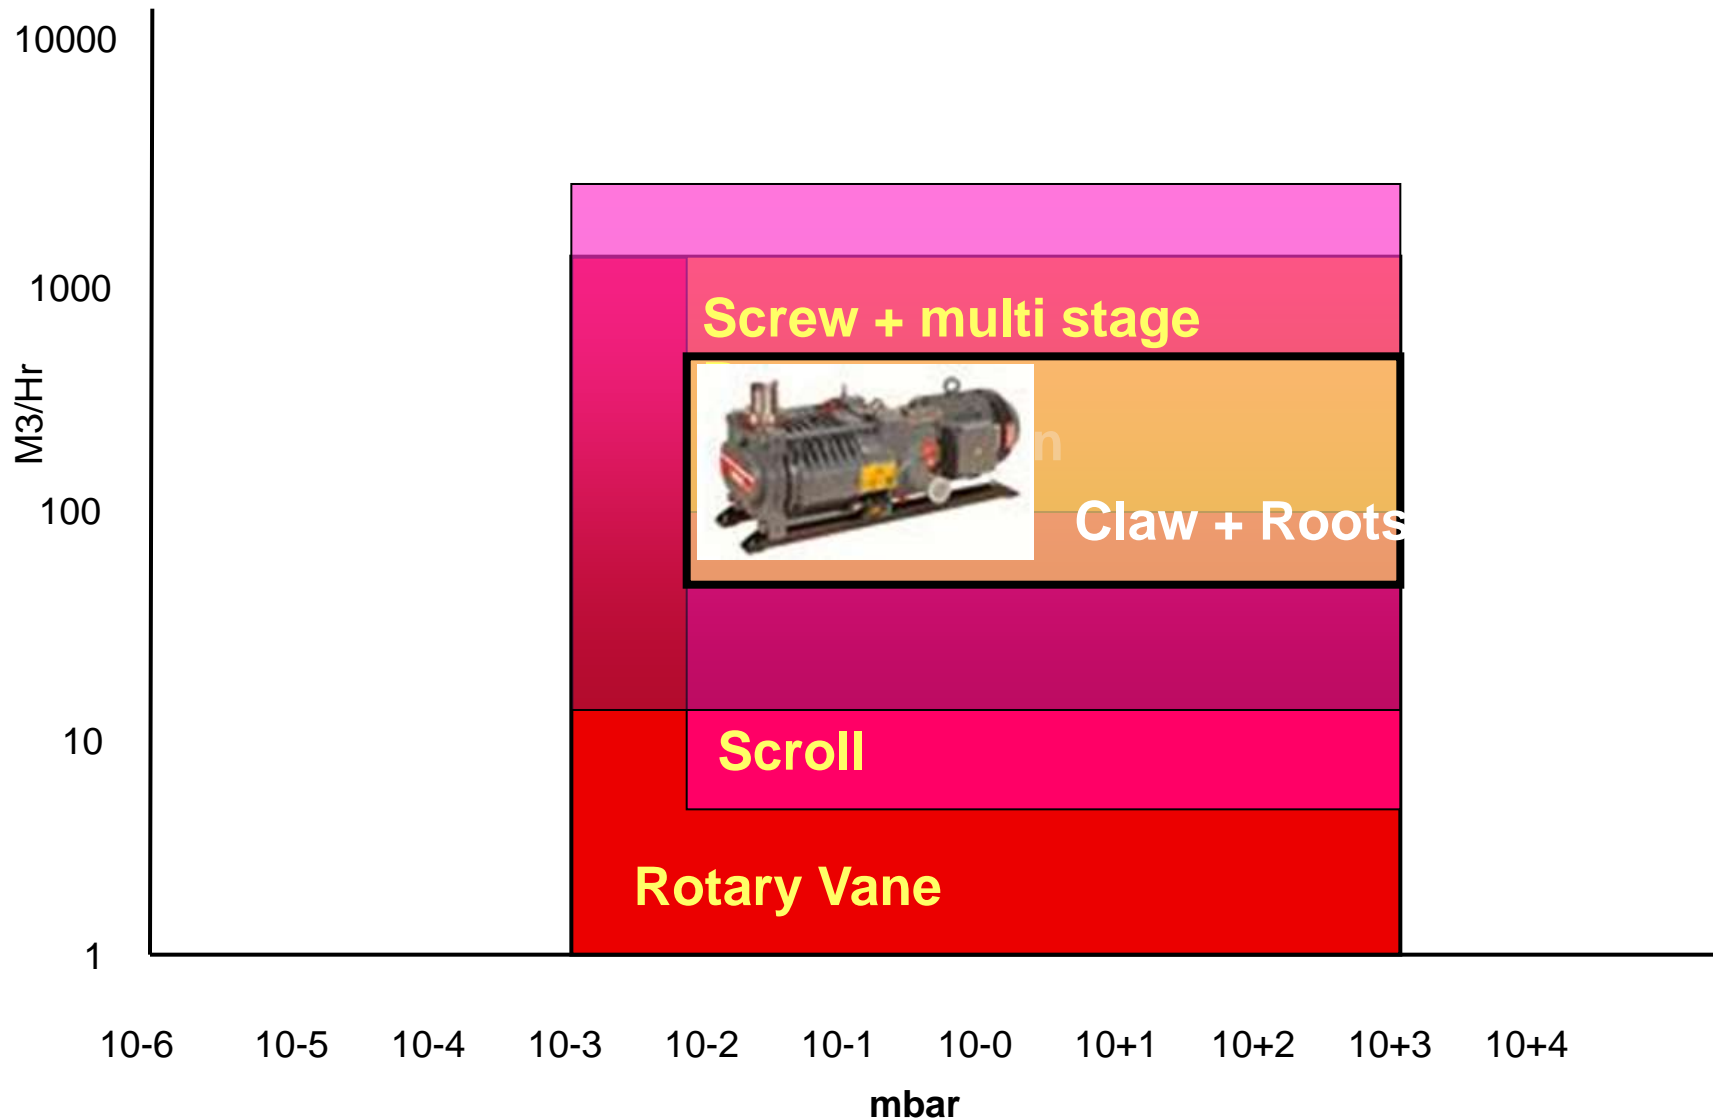 10000
1000
M3/Hr
100
10
1
Screw + multi stage
n
Claw + Roots
Scroll
Rotary Vane
10-6 10-5 10-4 10-3 10-2 10-1 10-0 10+1 10+2 10+3 10+4
mbar